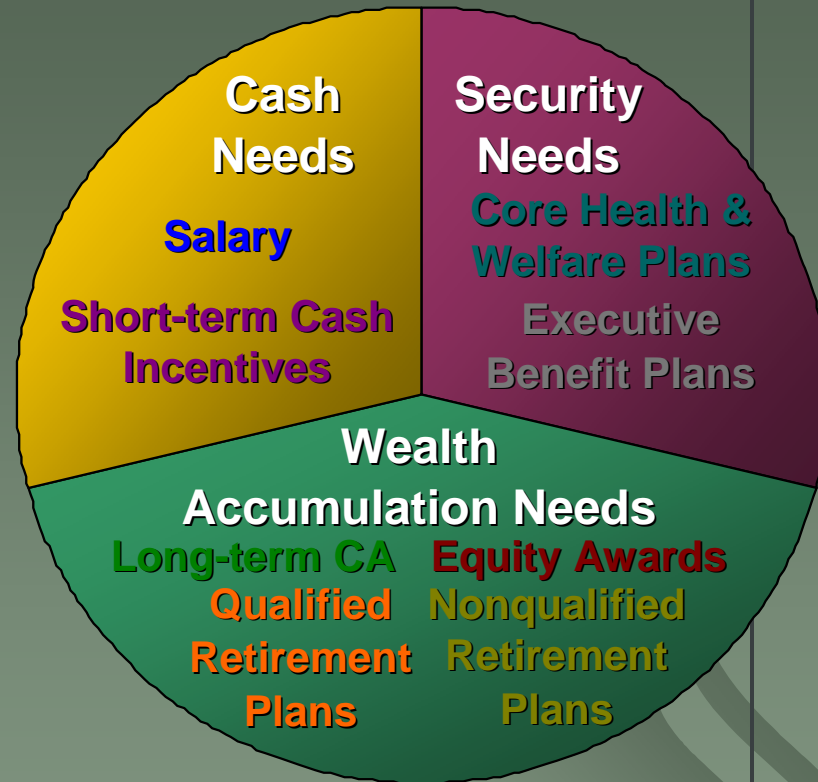 Cash
Needs
Salary
Short-term Cash
Incentives
Security
Needs
Core Health &
Welfare Plans
Executive
Benefit Plans
Wealth
Accumulation Needs
Long-term CA
Equity Awards
Qualified
Retirement
Plans
Nonqualified
Retirement
Plans